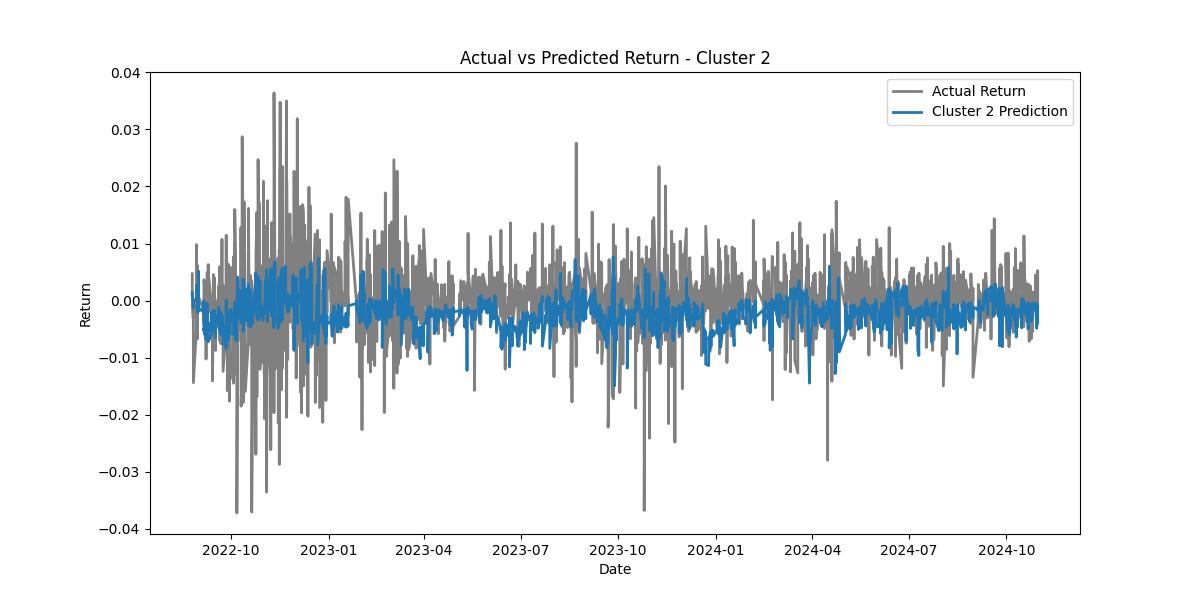 Actual vs Predicted Return - Cluster 2
0.04
0.03
0.02
0.01
0.00
−0.01
−0.02
−0.03
−0.04
Return
Actual Return
Cluster 2 Prediction
2022-10 2023-01 2023-04 2023-07 2023-10 2024-01 2024-04 2024-07 2024-10
Date